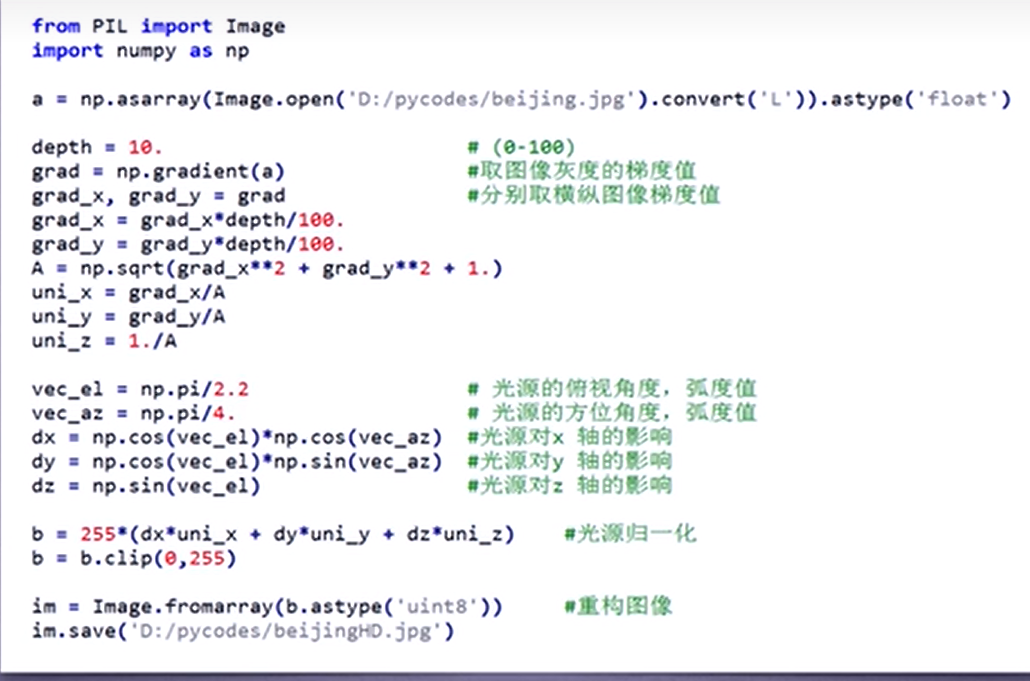 from PIL import Image
import numpy as np
a = np.asarray(Image.open('D:/pycodes/beijing.jpg').convert('L')).astype('float')
depth = 10. # (0-100)
grad = np.gradient(a) #取图像灰度的梯度值
grad_x, grad_y = grad #分别取横纵图像梯度值
grad_x = grad_x*depth/100.
grad_y = grad_y*depth/100.
A = np.sqrt(grad_x**2 + grad_y**2 + 1.)
uni_x = grad_x/A
uni_y = grad_y/A
uni_z = 1./A
vec_el = np.pi/2.2 # 光源的俯视角度，弧度值
vec_az = np.pi/4. # 光源的方位角度，弧度值
dx = np.cos(vec_el)*np.cos(vec_az) #光源对x 轴的影响
dy = np.cos(vec_el)*np.sin(vec_az) #光源对y 轴的影响
dz = np.sin(vec_el) #光源对z 轴的影响
b = 255*(dx*uni_x + dy*uni_y + dz*uni_z) #光源归一化
b = b.clip(0,255)
im = Image.fromarray(b.astype('uint8')) #重构图像
im.save('D:/pycodes/beijingHD.jpg')